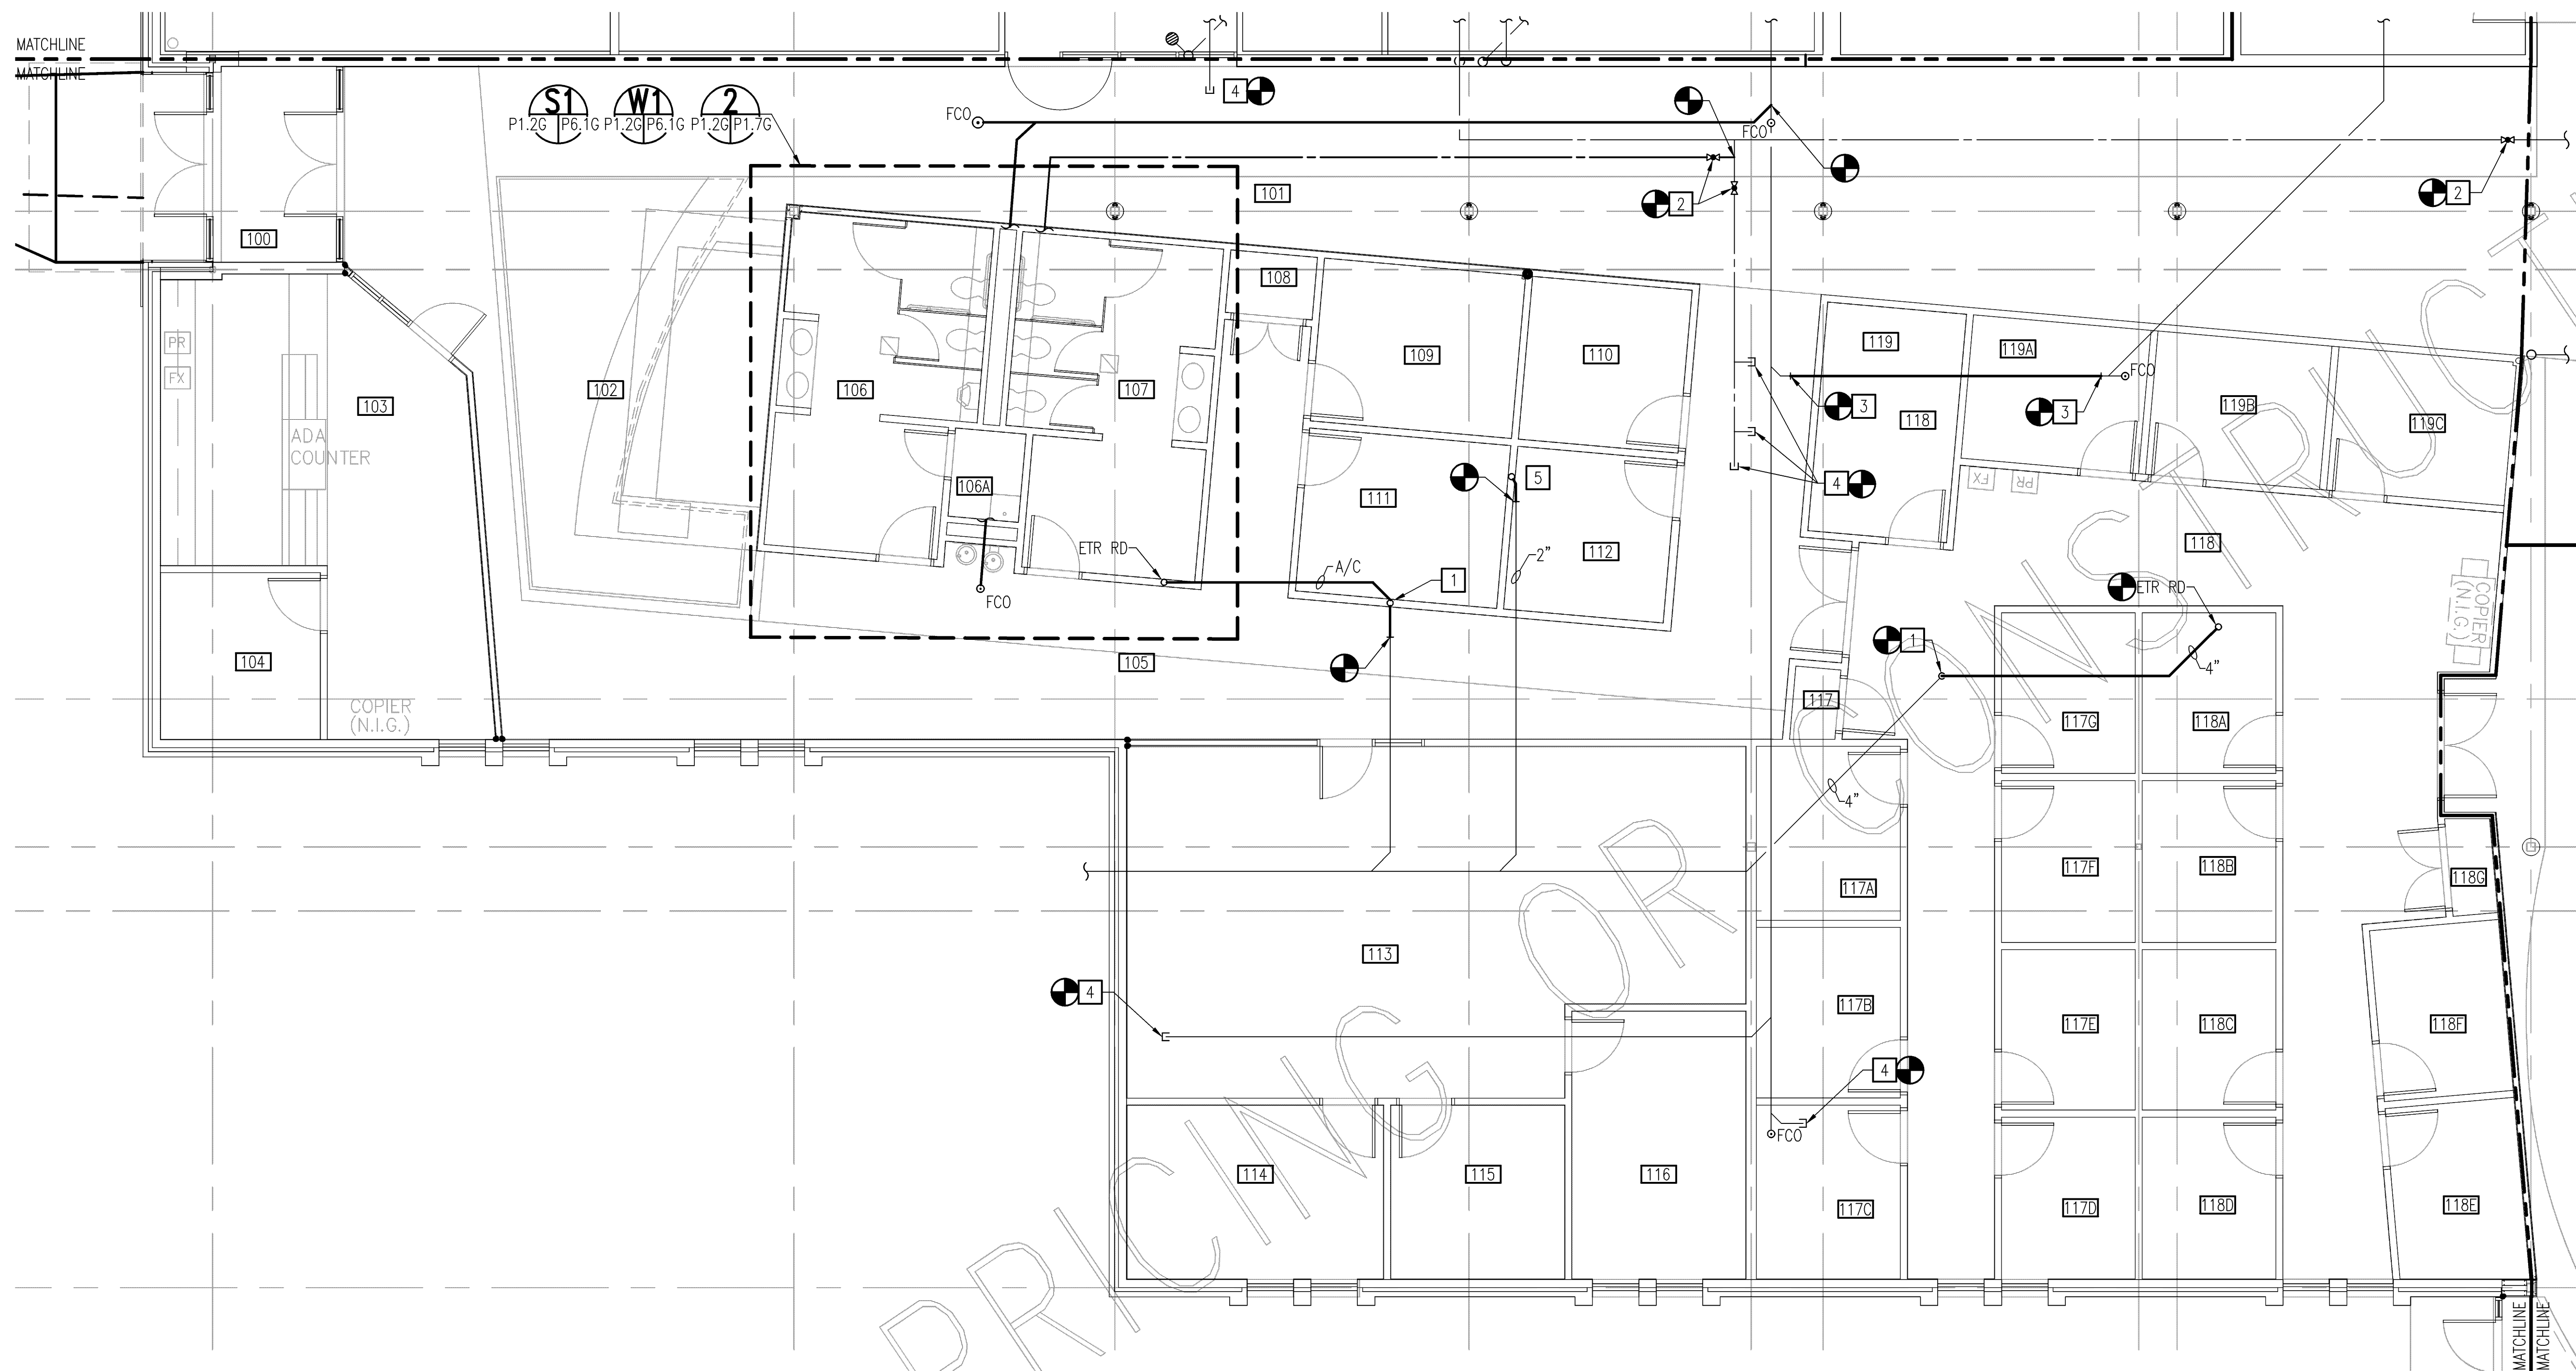 MATCHLINE
MATCHLINE
S1
P1.2G P6.1G
W1
P1.2G P6.1G
2
P1.2G P1.7G
FCO
4
FCO
2
2
101
100
108
119
119A
FCO
109
110
PR
FX
102
106
107
103
3
3
118
119B
119C
ADA
COUNTER
4
106A
111
5
FX
PR
112
118
ETR RD
A/C
2"
1
FCO
ETR RD
COPIER
(N.I.G.)
1
4"
104
105
117
117G
118A
COPIER
(N.I.G.)
4"
117A
117F
118B
118G
113
4
117B
117E
118C
118F
4
FCO
114
115
116
117C
117D
118D
118E
MATCHLINE
MATCHLINE
PRICING OR CONSTRUC